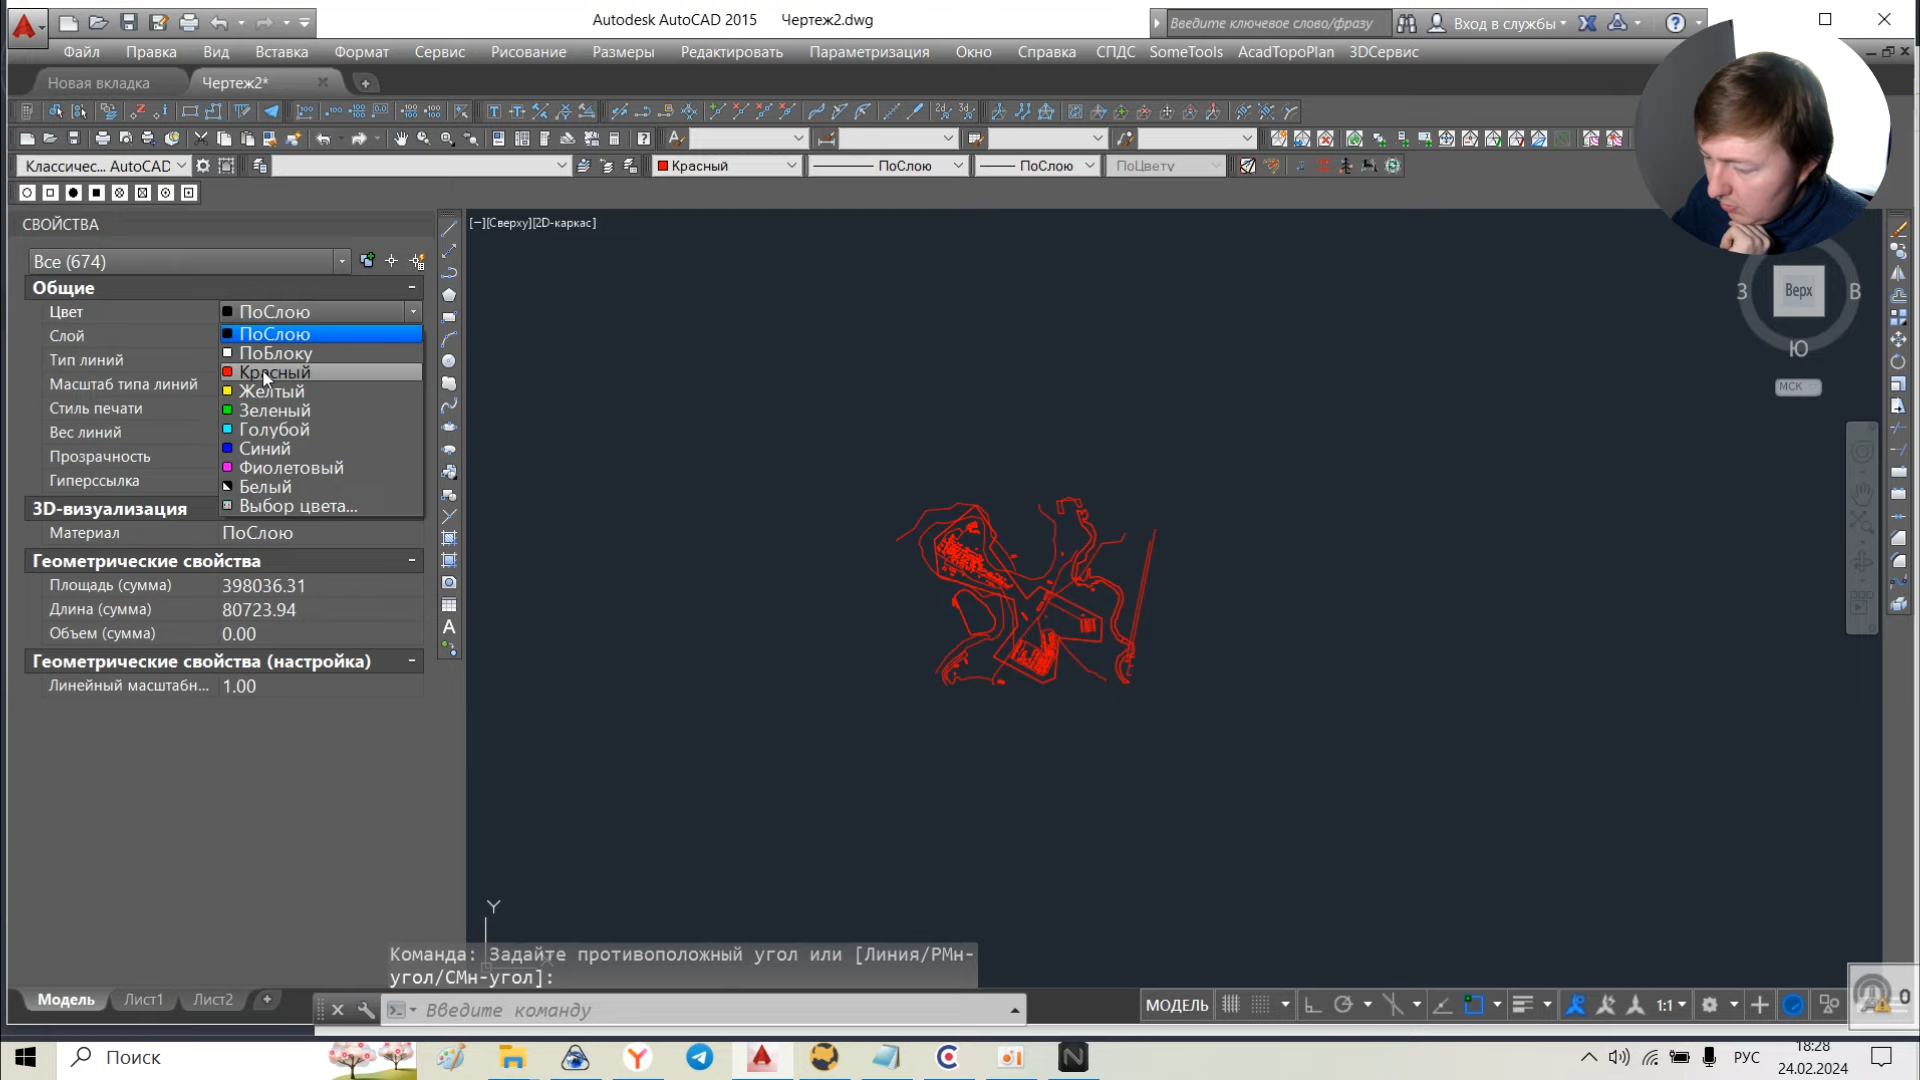 Autodesk AutoCAD 2015 Чертеж2.dwg
Введите ключевое слово/фразу
Вход в службы
Файл Правка Вид Вставка Формат Сервис Рисование Размеры Редактировать Параметризация Окно Справка СПДС SomeTools AcadTopoPlan 3DСервис
Новая вкладка Чертеж2*
Классичес... AutoCAD
Красный ПоСлою ПоСлою ПоЦвету
СВОЙСТВА
[−][Сверху][2D-каркас]
Все (674)
Общие
Цвет ПоСлою
Слой
Тип линий
Масштаб типа линий
Стиль печати
Вес линий
Прозрачность
Гиперссылка
ПоСлою
ПоБлоку
Красный
Желтый
Зеленый
Голубой
Синий
Фиолетовый
Белый
Выбор цвета...
3D-визуализация
Материал ПоСлою
Геометрические свойства
Площадь (сумма) 398036.31
Длина (сумма) 80723.94
Объем (сумма) 0.00
Геометрические свойства (настройка)
Линейный масштабн... 1.00
З Верх В
Ю
МСК
Y
Команда: Задайте противоположный угол или [Линия/РМн-
угол/СМн-угол]:
Введите команду
Модель Лист1 Лист2
МОДЕЛЬ 1:1
0
Поиск
РУС
18:28
24.02.2024